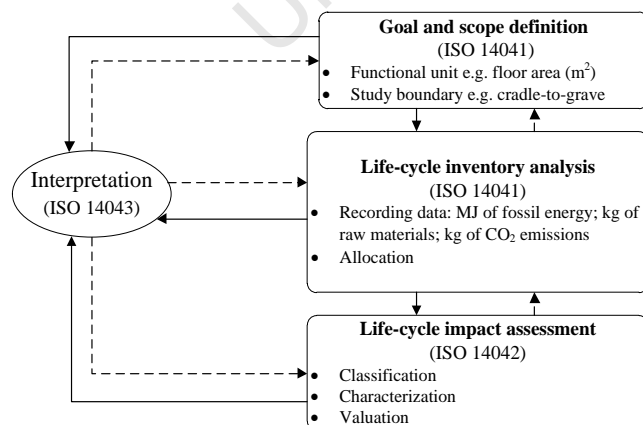 Goal and scope definition
(ISO 14041)
• Functional unit e.g. floor area (m²)
• Study boundary e.g. cradle-to-grave
Interpretation
(ISO 14043)
Life-cycle inventory analysis
(ISO 14041)
• Recording data: MJ of fossil energy; kg of
raw materials; kg of CO₂ emissions
• Allocation
Life-cycle impact assessment
(ISO 14042)
• Classification
• Characterization
• Valuation